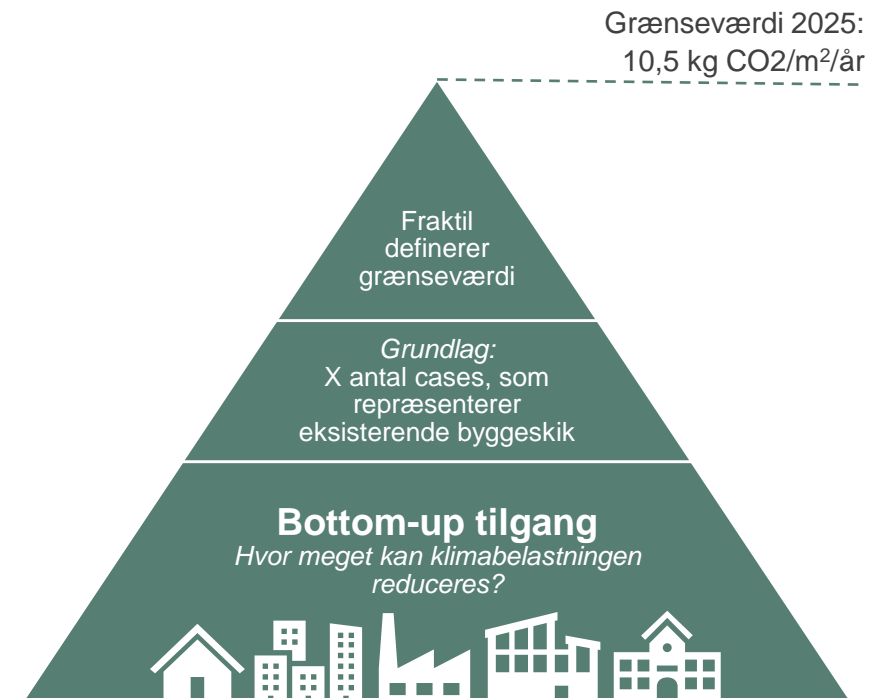 Grænseværdi 2025:
10,5 kg CO2/m²/år
Fraktil
definerer
grænseværdi
Grundlag:
X antal cases, som
repræsenterer
eksisterende byggeskik
Bottom-up tilgang
Hvor meget kan klimabelastningen
reduceres?